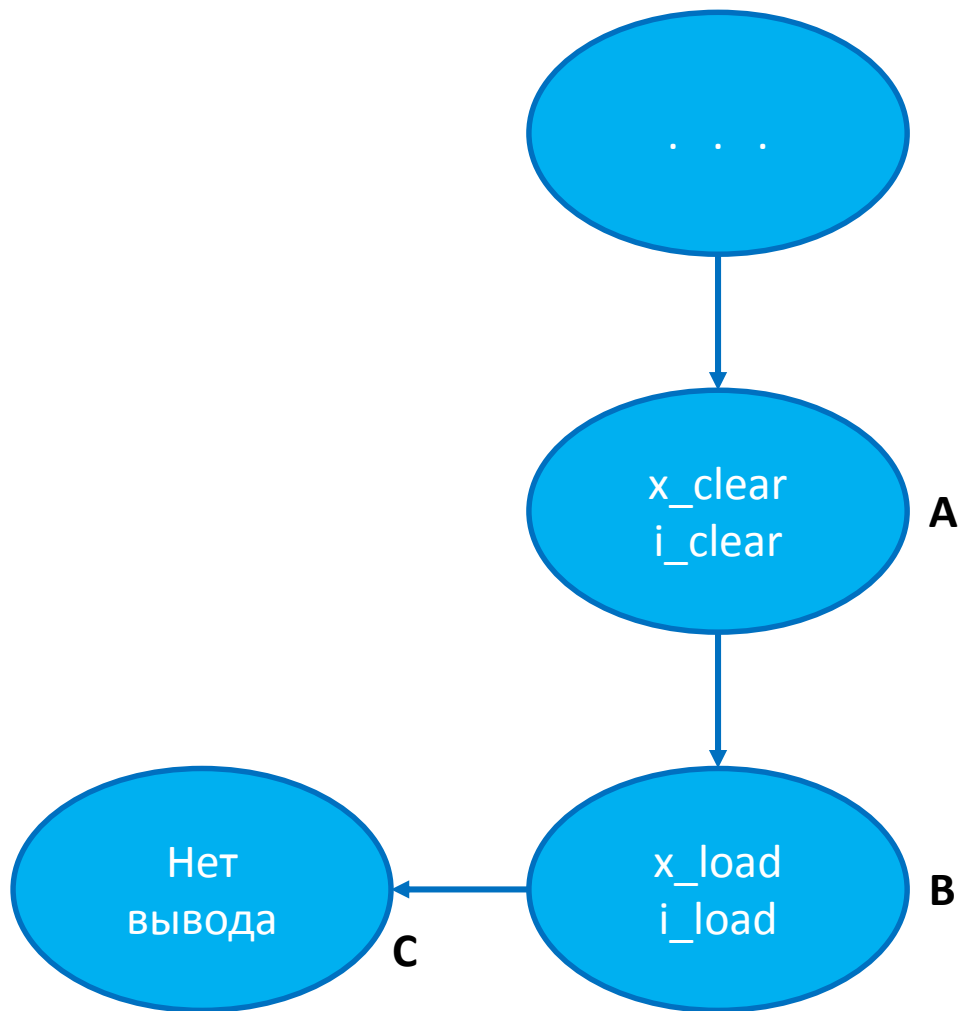 . . .
x_clear
i_clear
A
x_load
i_load
B
Нет
вывода
C